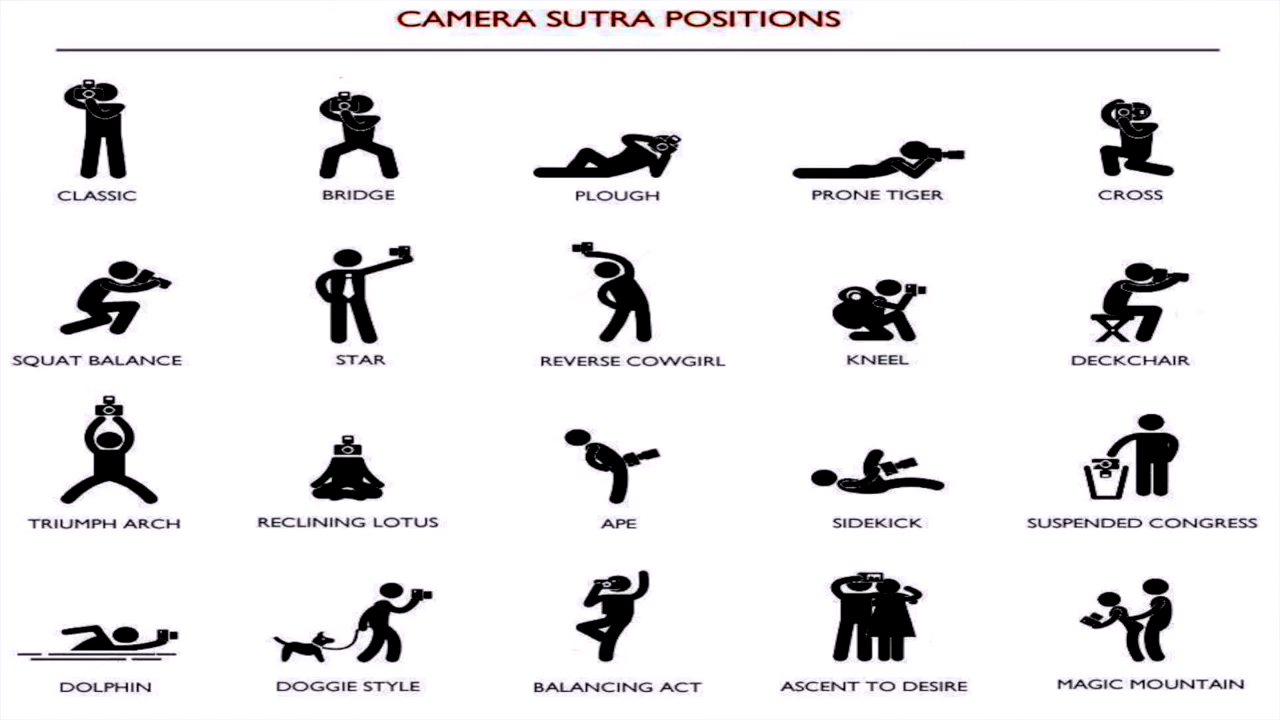 CAMERA SUTRA POSITIONS
CLASSIC
BRIDGE
PLOUGH
PRONE TIGER
CROSS
SQUAT BALANCE
STAR
REVERSE COWGIRL
KNEEL
DECKCHAIR
TRIUMPH ARCH
RECLINING LOTUS
APE
SIDEKICK
SUSPENDED CONGRESS
DOLPHIN
DOGGIE STYLE
BALANCING ACT
ASCENT TO DESIRE
MAGIC MOUNTAIN